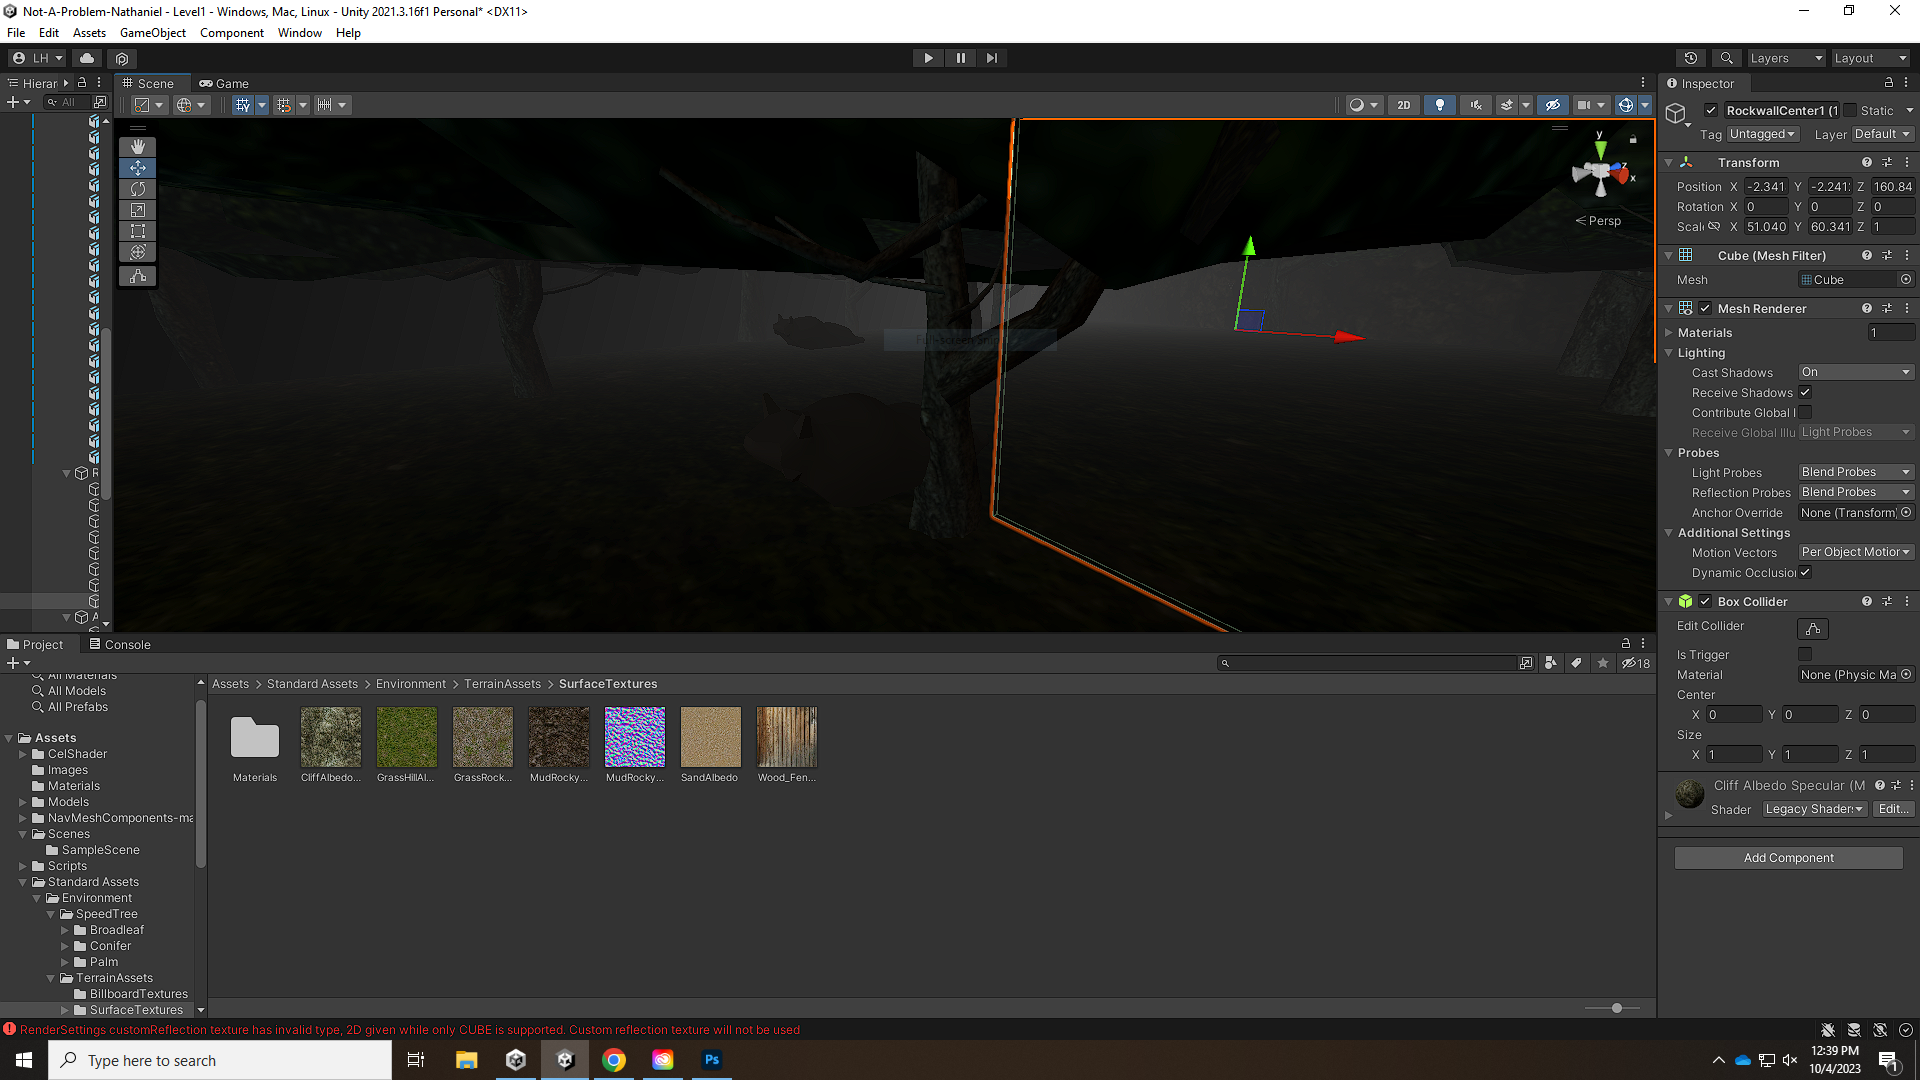 Not-A-Problem-Nathaniel - Level1 - Windows, Mac, Linux - Unity 2021.3.16f1 Personal* <DX11>
File Edit Assets GameObject Component Window Help
LH Layers Layout
Hierar Scene Game Inspector
All 2D
RockwallCenter1 (1 Static
Tag Untagged Layer Default
Transform
Position X -2.341 Y -2.241 Z 160.84
Rotation X 0 Y 0 Z 0
Scal X 51.040 Y 60.341 Z 1
y z x
Persp
Cube (Mesh Filter)
Mesh Cube
Mesh Renderer
Materials 1
Lighting
Cast Shadows On
Receive Shadows
Contribute Global I
Receive Global Illu Light Probes
Probes
Light Probes Blend Probes
Reflection Probes Blend Probes
Anchor Override None (Transform)
Additional Settings
Motion Vectors Per Object Motior
Dynamic Occlusio
Box Collider
Edit Collider
Is Trigger
Material None (Physic Ma
Center
X 0 Y 0 Z 0
Size
X 1 Y 1 Z 1
Cliff Albedo Specular (M
Shader Legacy Shader Edit...
Add Component
R
A
Project Console
18
All Materials
All Models
All Prefabs
Assets
CelShader
Images
Materials
Models
NavMeshComponents-ma
Scenes
SampleScene
Scripts
Standard Assets
Environment
SpeedTree
Broadleaf
Conifer
Palm
TerrainAssets
BillboardTextures
SurfaceTextures
Assets > Standard Assets > Environment > TerrainAssets > SurfaceTextures
Materials CliffAlbedo... GrassHillAl... GrassRock... MudRocky... MudRocky... SandAlbedo Wood_Fen...
RenderSettings customReflection texture has invalid type, 2D given while only CUBE is supported. Custom reflection texture will not be used
Type here to search
Ps
12:39 PM
10/4/2023
1